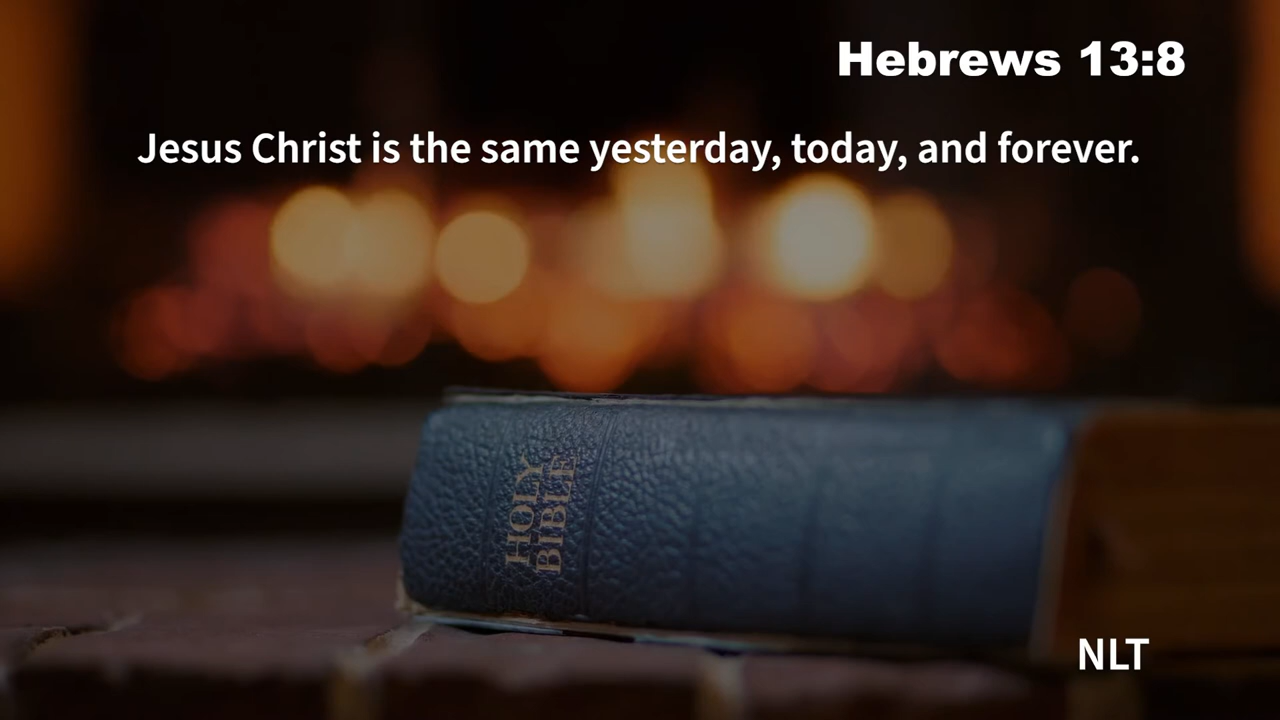 Hebrews 13:8
Jesus Christ is the same yesterday, today, and forever.
HOLY
BIBLE
NLT